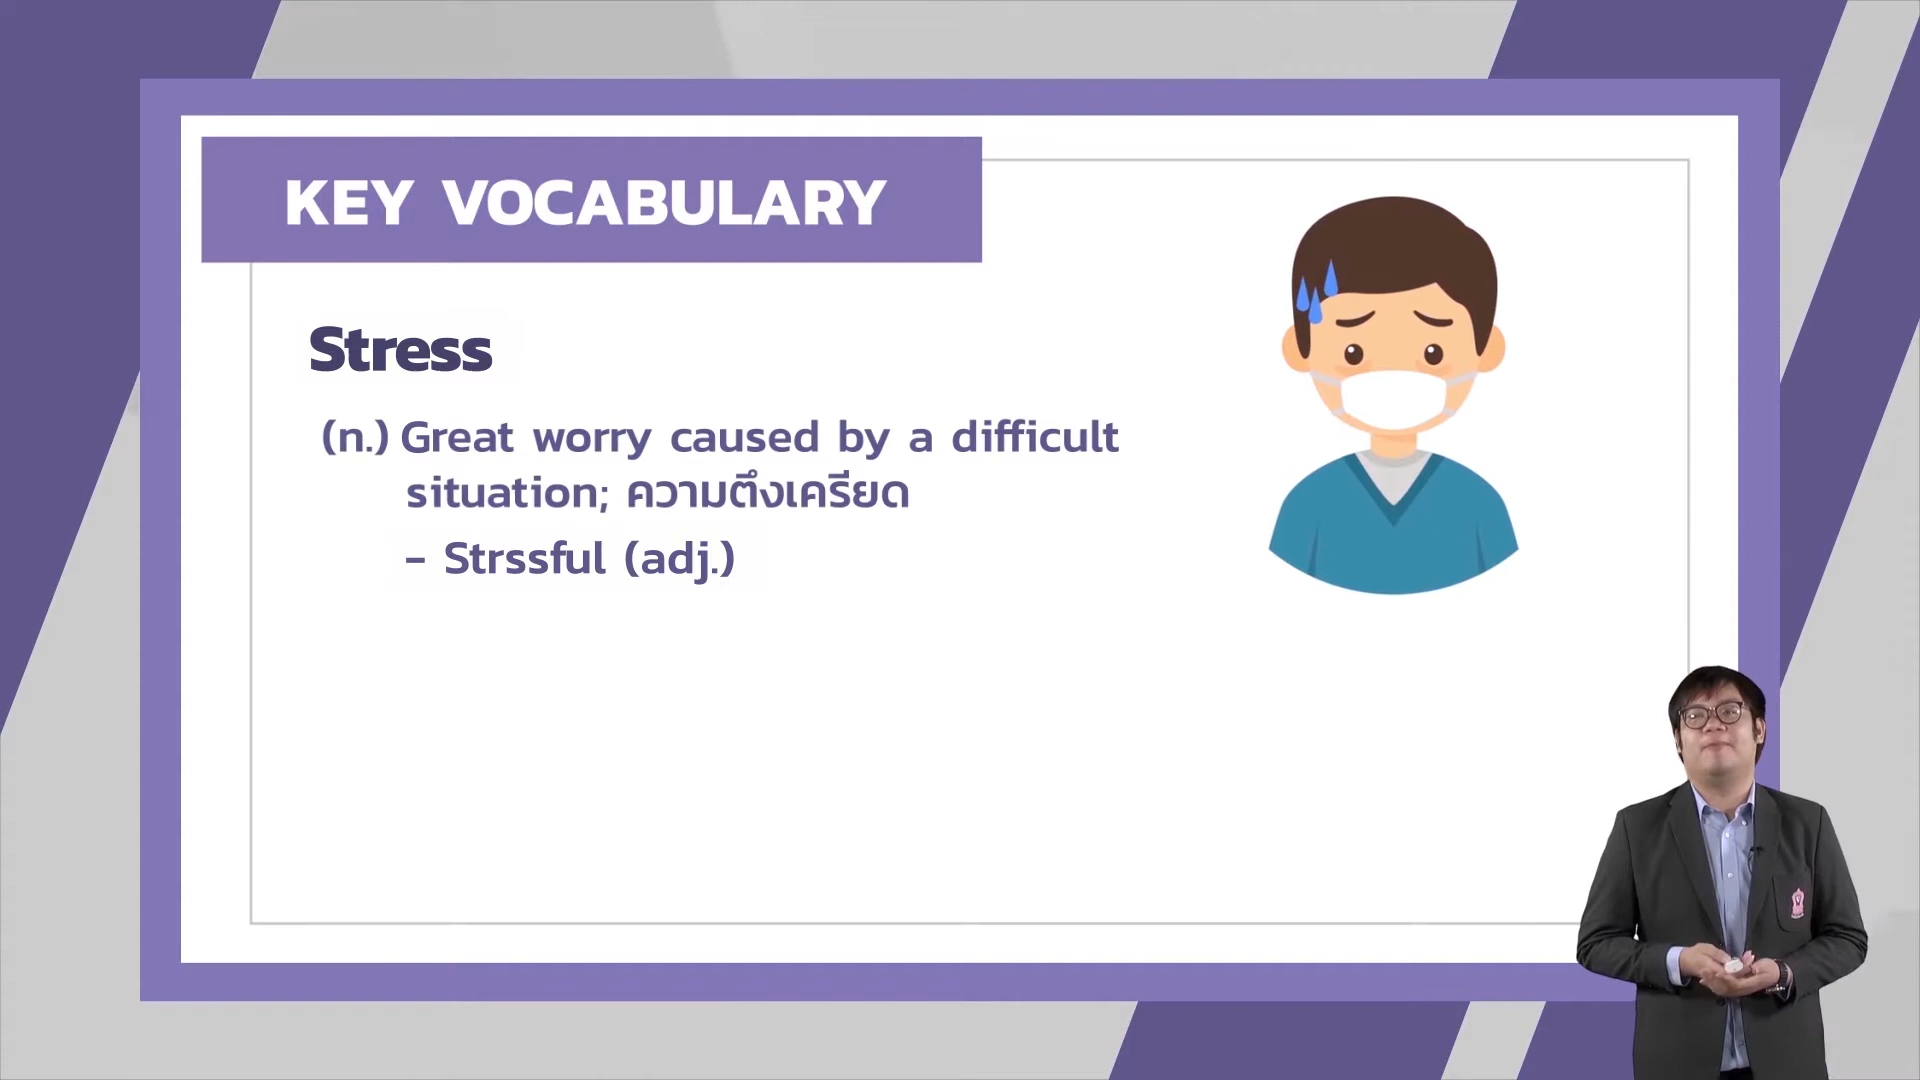 KEY VOCABULARY
Stress
(n.) Great worry caused by a difficult
situation; ความตึงเครียด
- Strssful (adj.)